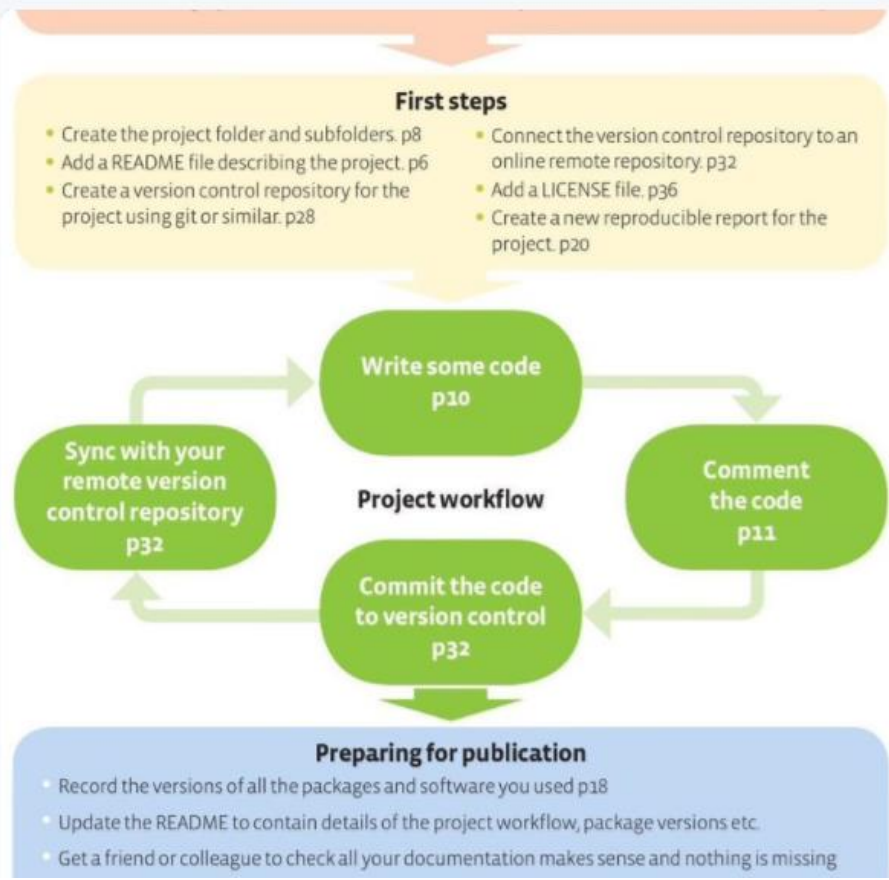 First steps
• Create the project folder and subfolders. p8
• Add a README file describing the project. p6
• Create a version control repository for the
project using git or similar. p28
• Connect the version control repository to an
online remote repository. p32
• Add a LICENSE file. p36
• Create a new reproducible report for the
project. p20
Write some code
p10
Comment
the code
p11
Project workflow
Commit the code
to version control
p32
Sync with your
remote version
control repository
p32
Preparing for publication
• Record the versions of all the packages and software you used p18
• Update the README to contain details of the project workflow, package versions etc.
• Get a friend or colleague to check all your documentation makes sense and nothing is missing